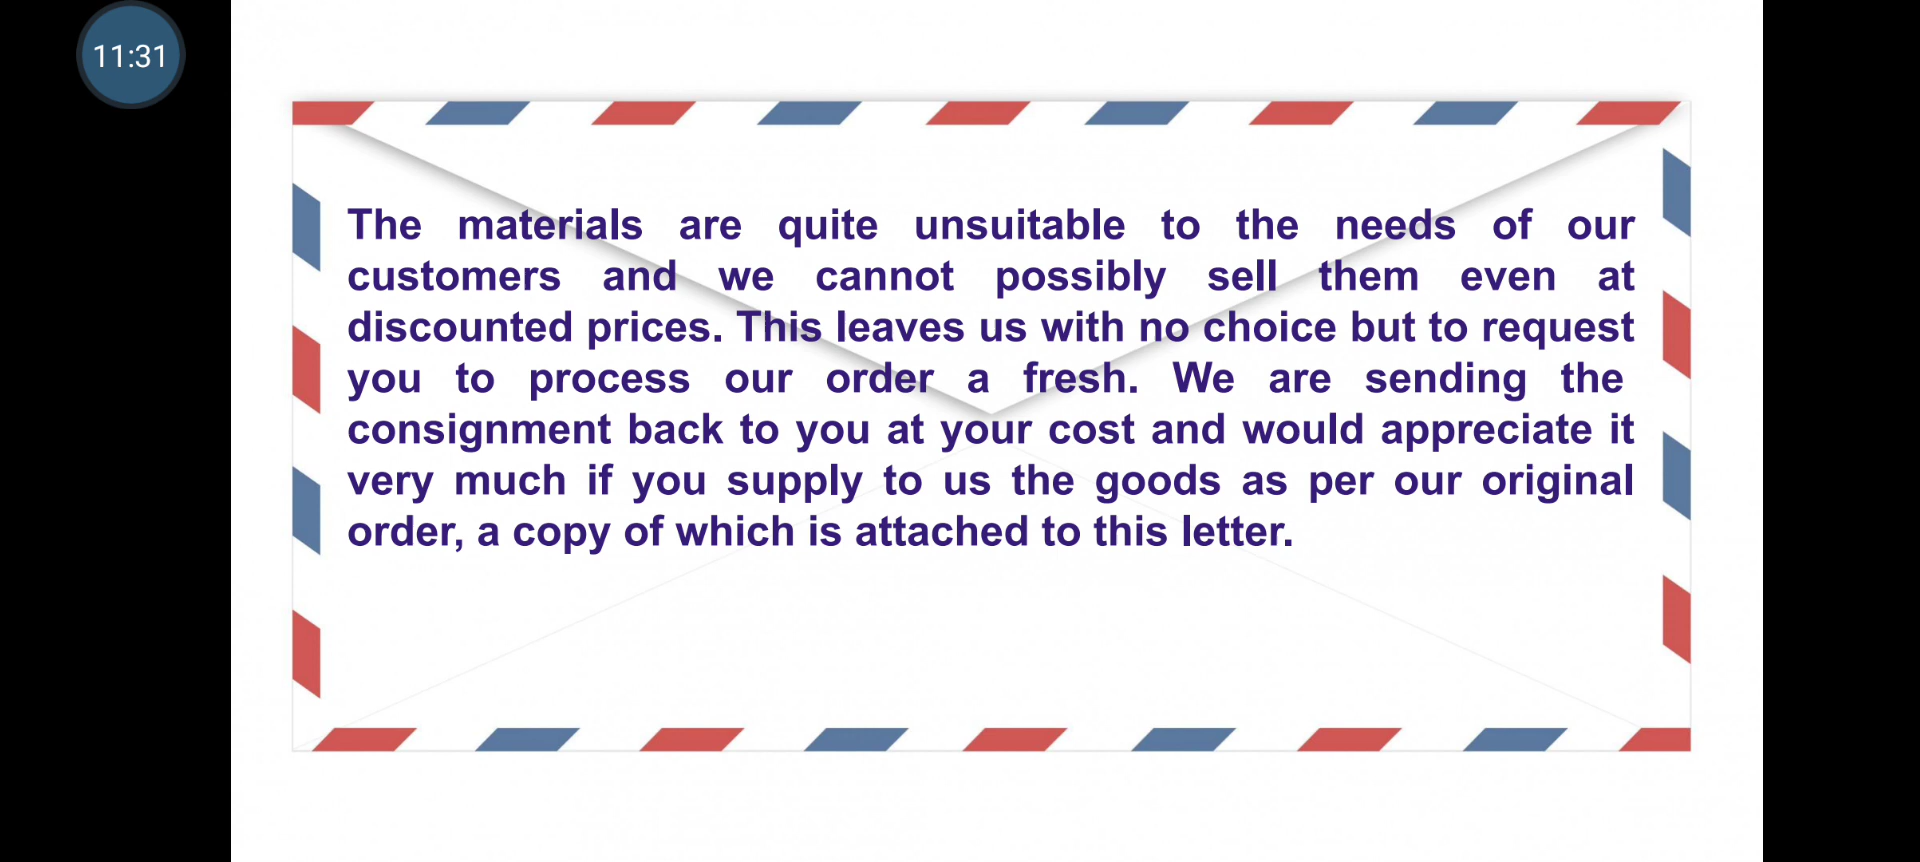 11:31
The materials are quite unsuitable to the needs of our
customers and we cannot possibly sell them even at
discounted prices. This leaves us with no choice but to request
you to process our order a fresh. We are sending the
consignment back to you at your cost and would appreciate it
very much if you supply to us the goods as per our original
order, a copy of which is attached to this letter.